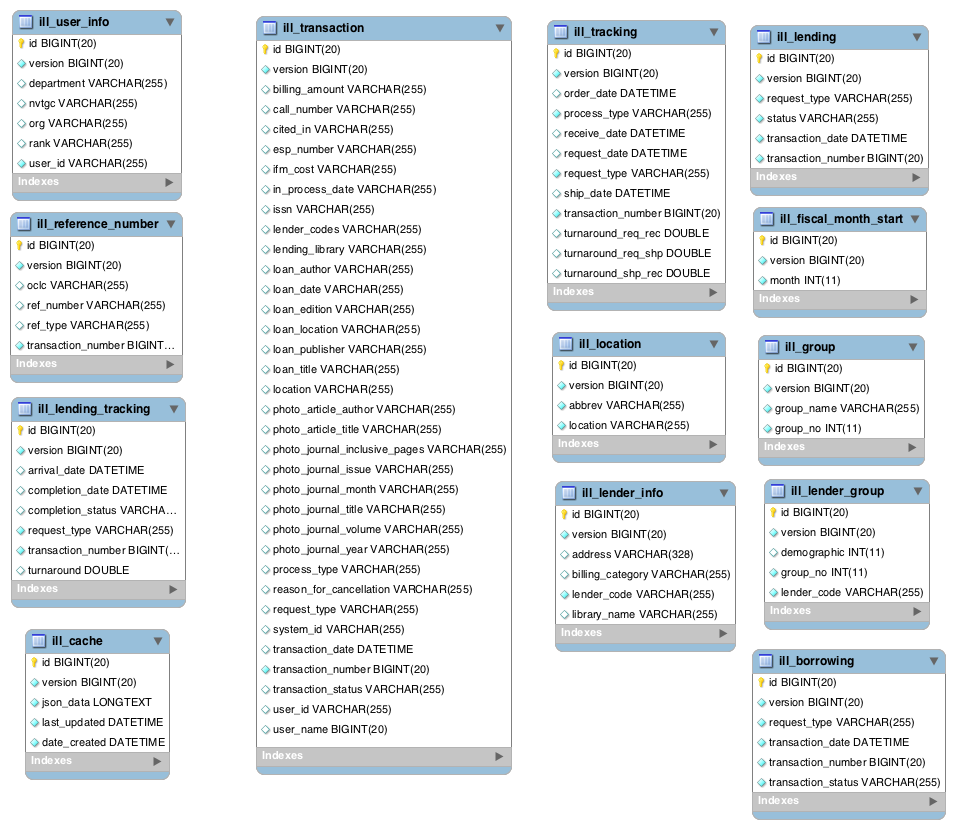 ill_user_info
id BIGINT(20)
version BIGINT(20)
department VARCHAR(255)
nvtgc VARCHAR(255)
org VARCHAR(255)
rank VARCHAR(255)
user_id VARCHAR(255)
Indexes
ill_reference_number
id BIGINT(20)
version BIGINT(20)
oclc VARCHAR(255)
ref_number VARCHAR(255)
ref_type VARCHAR(255)
transaction_number BIGINT...
Indexes
ill_lending_tracking
id BIGINT(20)
version BIGINT(20)
arrival_date DATETIME
completion_date DATETIME
completion_status VARCHA...
request_type VARCHAR(255)
transaction_number BIGINT(...
turnaround DOUBLE
Indexes
ill_cache
id BIGINT(20)
version BIGINT(20)
json_data LONGTEXT
last_updated DATETIME
date_created DATETIME
Indexes
ill_transaction
id BIGINT(20)
version BIGINT(20)
billing_amount VARCHAR(255)
call_number VARCHAR(255)
cited_in VARCHAR(255)
esp_number VARCHAR(255)
ifm_cost VARCHAR(255)
in_process_date VARCHAR(255)
issn VARCHAR(255)
lender_codes VARCHAR(255)
lending_library VARCHAR(255)
loan_author VARCHAR(255)
loan_date VARCHAR(255)
loan_edition VARCHAR(255)
loan_location VARCHAR(255)
loan_publisher VARCHAR(255)
loan_title VARCHAR(255)
location VARCHAR(255)
photo_article_author VARCHAR(255)
photo_article_title VARCHAR(255)
photo_journal_inclusive_pages VARCHAR(255)
photo_journal_issue VARCHAR(255)
photo_journal_month VARCHAR(255)
photo_journal_title VARCHAR(255)
photo_journal_volume VARCHAR(255)
photo_journal_year VARCHAR(255)
process_type VARCHAR(255)
reason_for_cancellation VARCHAR(255)
request_type VARCHAR(255)
system_id VARCHAR(255)
transaction_date DATETIME
transaction_number BIGINT(20)
transaction_status VARCHAR(255)
user_id VARCHAR(255)
user_name BIGINT(20)
Indexes
ill_tracking
id BIGINT(20)
version BIGINT(20)
order_date DATETIME
process_type VARCHAR(255)
receive_date DATETIME
request_date DATETIME
request_type VARCHAR(255)
ship_date DATETIME
transaction_number BIGINT(20)
turnaround_req_rec DOUBLE
turnaround_req_shp DOUBLE
turnaround_shp_rec DOUBLE
Indexes
ill_location
id BIGINT(20)
version BIGINT(20)
abbrev VARCHAR(255)
location VARCHAR(255)
Indexes
ill_lender_info
id BIGINT(20)
version BIGINT(20)
address VARCHAR(328)
billing_category VARCHAR(255)
lender_code VARCHAR(255)
library_name VARCHAR(255)
Indexes
ill_lending
id BIGINT(20)
version BIGINT(20)
request_type VARCHAR(255)
status VARCHAR(255)
transaction_date DATETIME
transaction_number BIGINT(20)
Indexes
ill_fiscal_month_start
id BIGINT(20)
version BIGINT(20)
month INT(11)
Indexes
ill_group
id BIGINT(20)
version BIGINT(20)
group_name VARCHAR(255)
group_no INT(11)
Indexes
ill_lender_group
id BIGINT(20)
version BIGINT(20)
demographic INT(11)
group_no INT(11)
lender_code VARCHAR(255)
Indexes
ill_borrowing
id BIGINT(20)
version BIGINT(20)
request_type VARCHAR(255)
transaction_date DATETIME
transaction_number BIGINT(20)
transaction_status VARCHAR(255)
Indexes